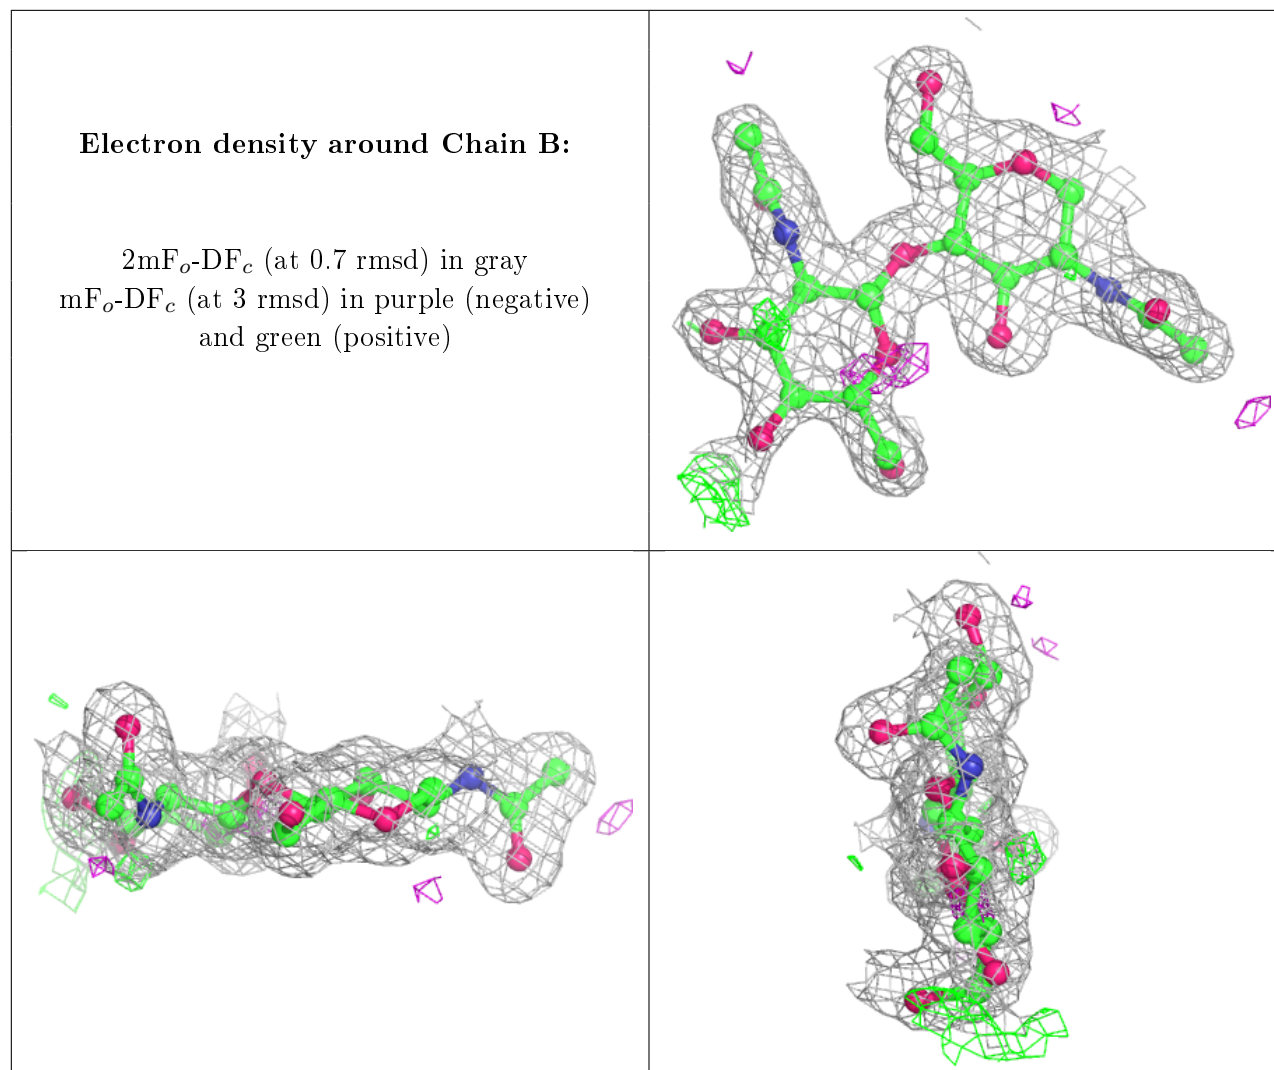 Electron density around Chain B:
2mFₒ-DF𝒸 (at 0.7 rmsd) in gray
mFₒ-DF𝒸 (at 3 rmsd) in purple (negative)
and green (positive)